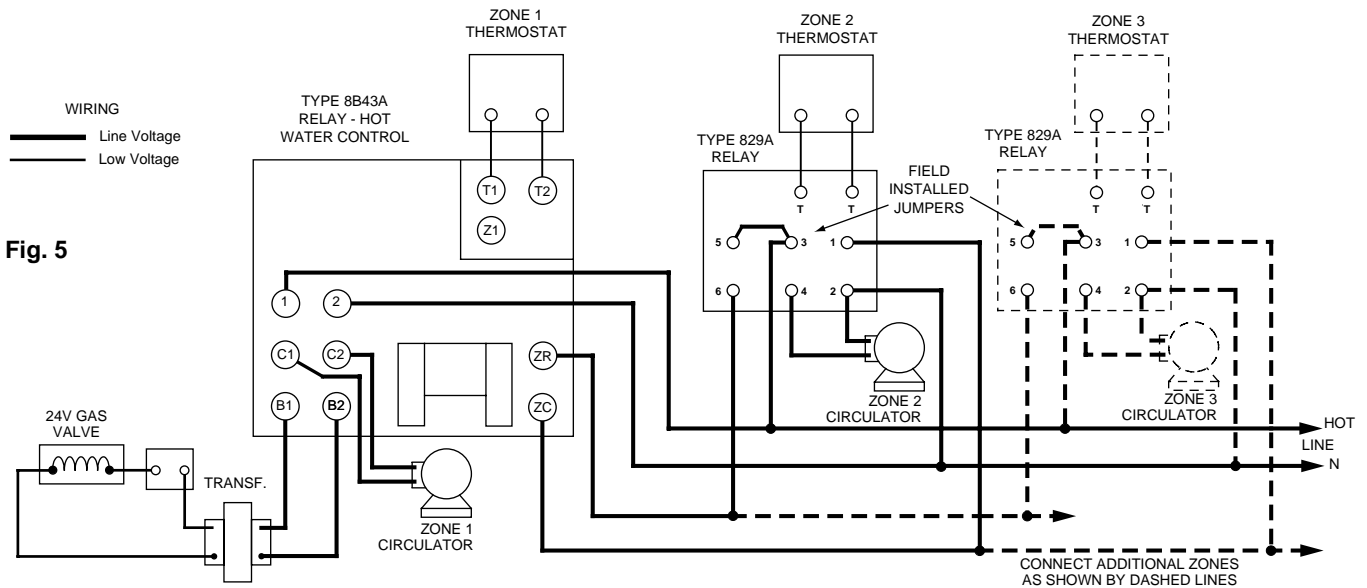 ZONE 1
THERMOSTAT
ZONE 2
THERMOSTAT
ZONE 3
THERMOSTAT
WIRING
Line Voltage
Low Voltage
TYPE 8B43A
RELAY - HOT
WATER CONTROL
TYPE 829A
RELAY
TYPE 829A
RELAY
FIELD
INSTALLED
JUMPERS
Fig. 5
T1 T2
Z1
T T
T T
5 3 1
5 3 1
6 4 2
6 4 2
1 2
C1 C2 ZR
B1 B2 ZC
ZONE 2
CIRCULATOR
ZONE 3
CIRCULATOR
HOT
LINE
N
24V GAS
VALVE
TRANSF.
ZONE 1
CIRCULATOR
CONNECT ADDITIONAL ZONES
AS SHOWN BY DASHED LINES